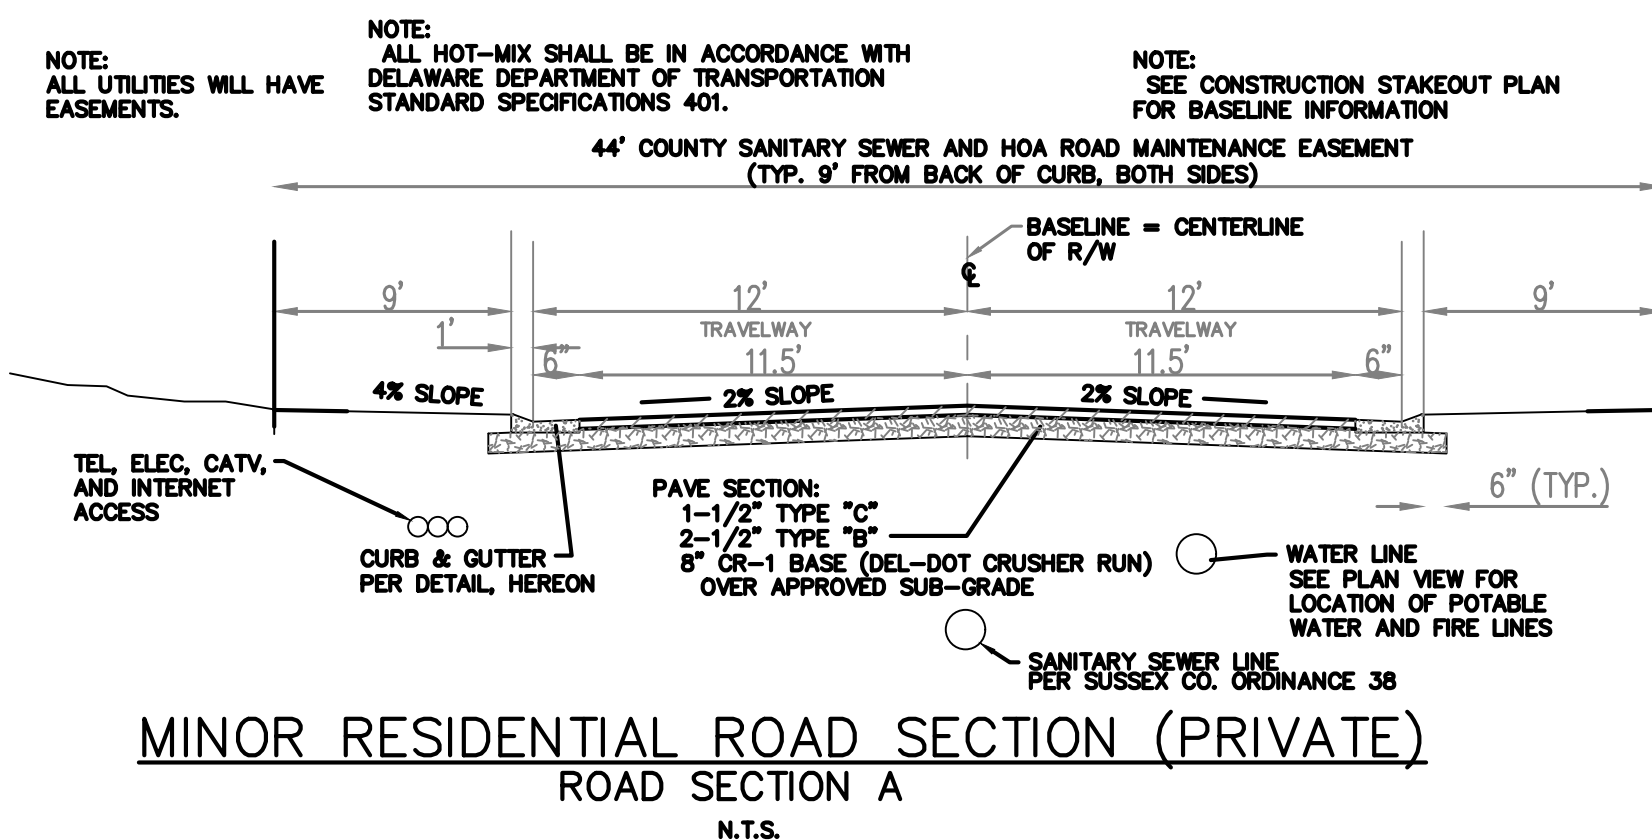 NOTE:
ALL UTILITIES WILL HAVE
EASEMENTS.
NOTE:
ALL HOT-MIX SHALL BE IN ACCORDANCE WITH
DELAWARE DEPARTMENT OF TRANSPORTATION
STANDARD SPECIFICATIONS 401.
NOTE:
SEE CONSTRUCTION STAKEOUT PLAN
FOR BASELINE INFORMATION
44' COUNTY SANITARY SEWER AND HOA ROAD MAINTENANCE EASEMENT
(TYP. 9' FROM BACK OF CURB, BOTH SIDES)
BASELINE = CENTERLINE
OF R/W
℄
9'
12'
12'
9'
1'
TRAVELWAY
TRAVELWAY
6"
11.5'
11.5'
6"
4% SLOPE
2% SLOPE
2% SLOPE
TEL, ELEC, CATV,
AND INTERNET
ACCESS
CURB & GUTTER
PER DETAIL, HEREON
PAVE SECTION:
1-1/2" TYPE "C"
2-1/2" TYPE "B"
8" CR-1 BASE (DEL-DOT CRUSHER RUN)
OVER APPROVED SUB-GRADE
6" (TYP.)
WATER LINE
SEE PLAN VIEW FOR
LOCATION OF POTABLE
WATER AND FIRE LINES
SANITARY SEWER LINE
PER SUSSEX CO. ORDINANCE 38
MINOR RESIDENTIAL ROAD SECTION (PRIVATE)
ROAD SECTION A
N.T.S.